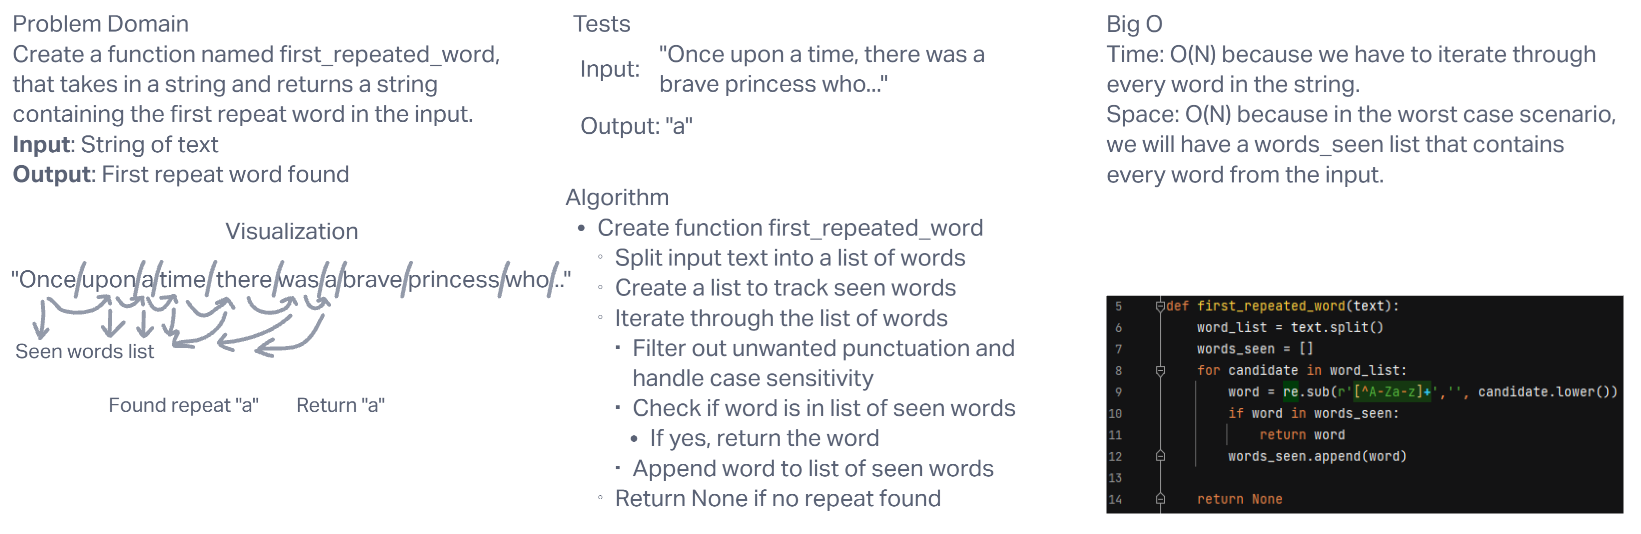 Problem Domain
Create a function named first_repeated_word,
that takes in a string and returns a string
containing the first repeat word in the input.
Input: String of text
Output: First repeat word found
Visualization
"Once/upon/a/time/there/was/a/brave/princess/who/.."
Seen words list
Found repeat "a" Return "a"
Tests
Input: "Once upon a time, there was a
brave princess who..."
Output: "a"
Algorithm
• Create function first_repeated_word
◦ Split input text into a list of words
◦ Create a list to track seen words
◦ Iterate through the list of words
▪ Filter out unwanted punctuation and
handle case sensitivity
▪ Check if word is in list of seen words
• If yes, return the word
▪ Append word to list of seen words
◦ Return None if no repeat found
Big O
Time: O(N) because we have to iterate through
every word in the string.
Space: O(N) because in the worst case scenario,
we will have a words_seen list that contains
every word from the input.
5 def first_repeated_word(text):
6 word_list = text.split()
7 words_seen = []
8 for candidate in word_list:
9 word = re.sub(r'[^A-Za-z]+','', candidate.lower())
10 if word in words_seen:
11 return word
12 words_seen.append(word)
13
14 return None